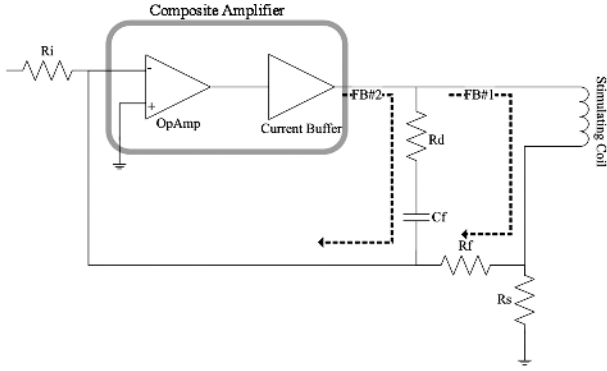 Composite Amplifier
Ri
-
+
OpAmp
Current Buffer
FB#2
FB#1
Rd
Cf
Rf
Rs
Stimulating Coil